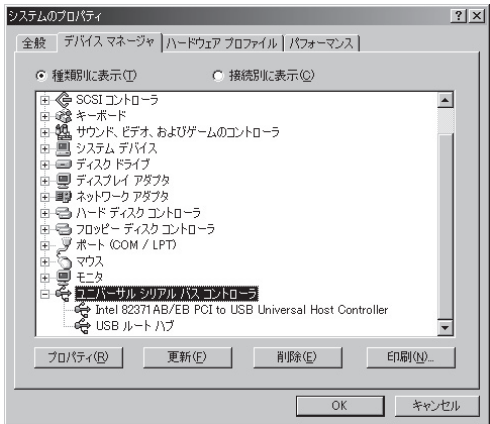 システムのプロパティ
全般 デバイス マネージャ ハードウェア プロファイル パフォーマンス
種類別に表示(T) 接続別に表示(C)
SCSI コントローラ
キーボード
サウンド、ビデオ、およびゲームのコントローラ
システム デバイス
ディスク ドライブ
ディスプレイ アダプタ
ネットワーク アダプタ
ハード ディスク コントローラ
フロッピー ディスク コントローラ
ポート (COM / LPT)
マウス
モニタ
ユニバーサル シリアル バス コントローラ
Intel 82371AB/EB PCI to USB Universal Host Controller
USB ルート ハブ
プロパティ(R) 更新(F) 削除(E) 印刷(N)...
OK キャンセル